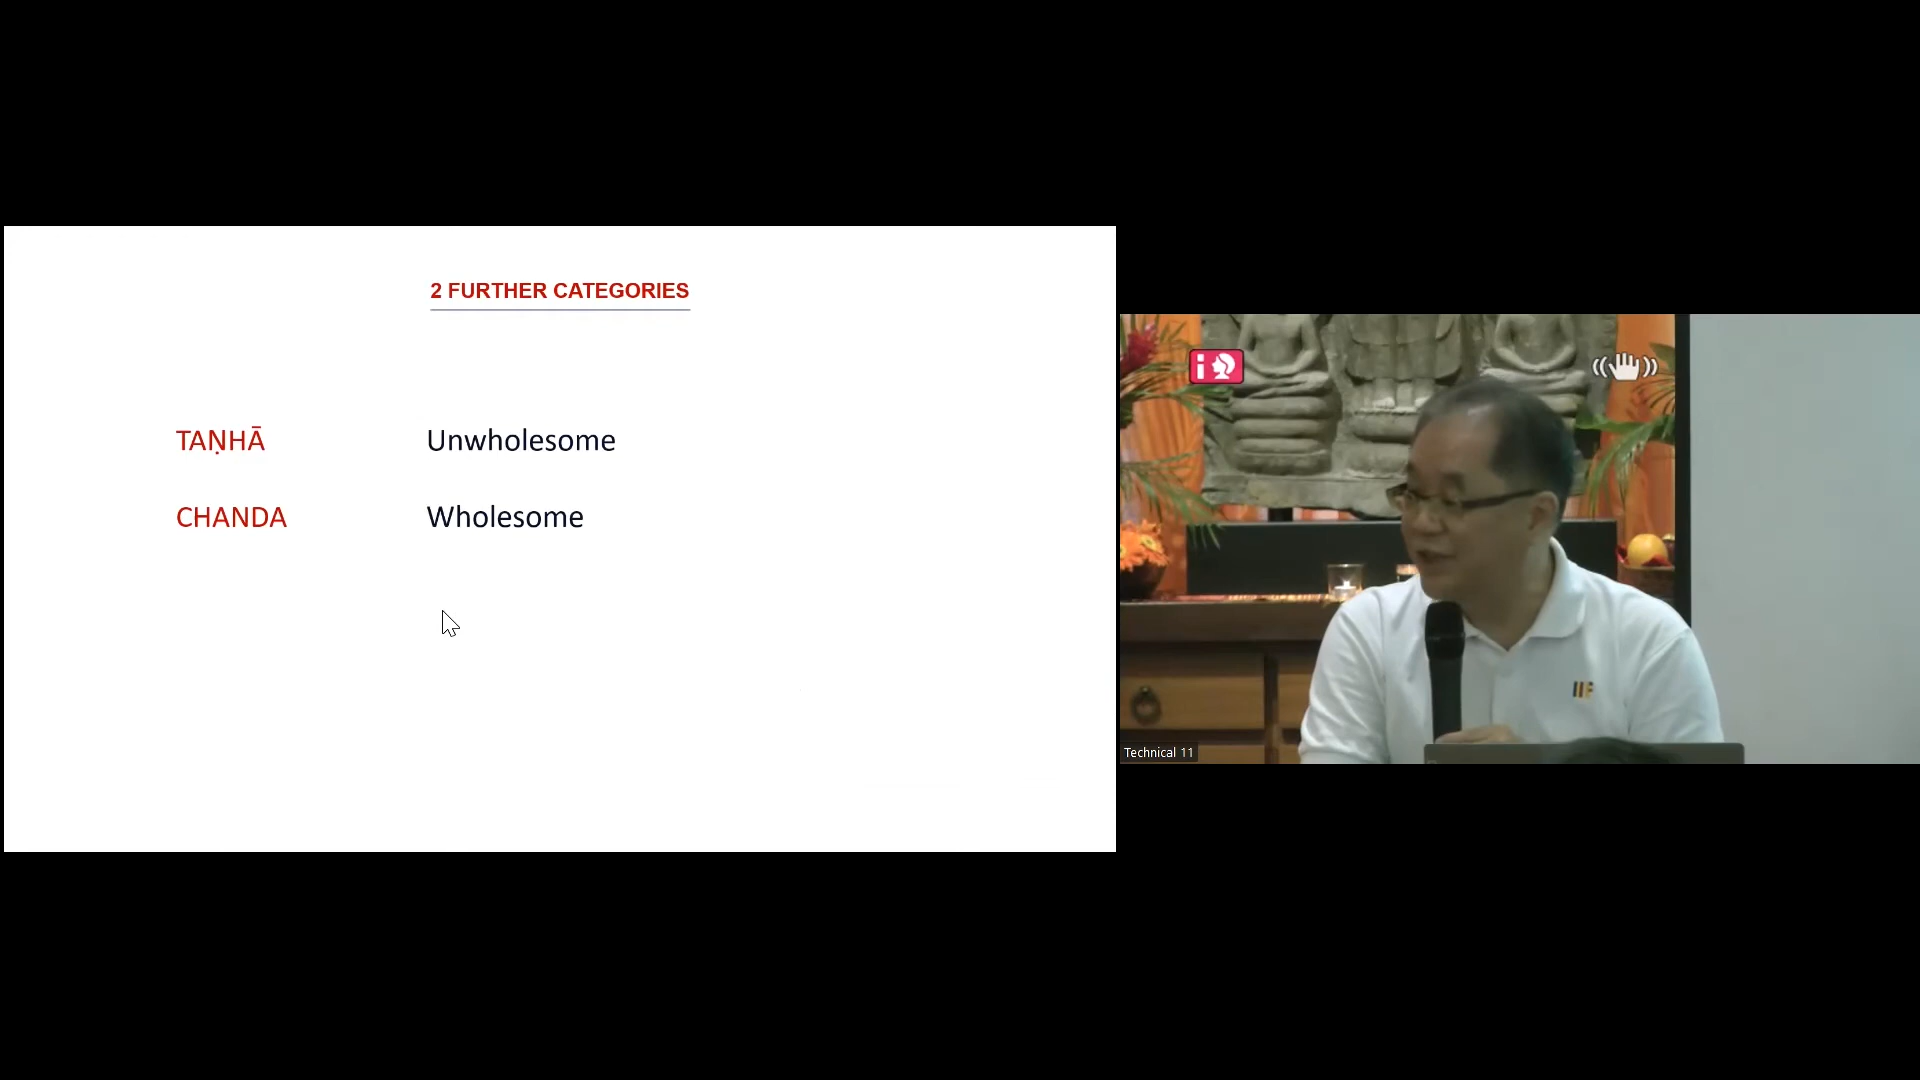 2 FURTHER CATEGORIES
TAṆHĀ Unwholesome
CHANDA Wholesome
Technical 11